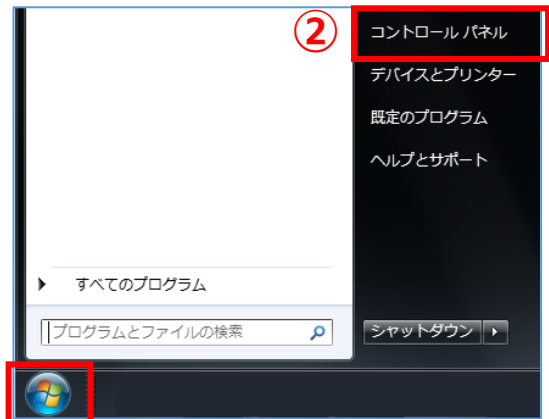 ②
コントロール パネル
デバイスとプリンター
既定のプログラム
ヘルプとサポート
すべてのプログラム
プログラムとファイルの検索
シャットダウン